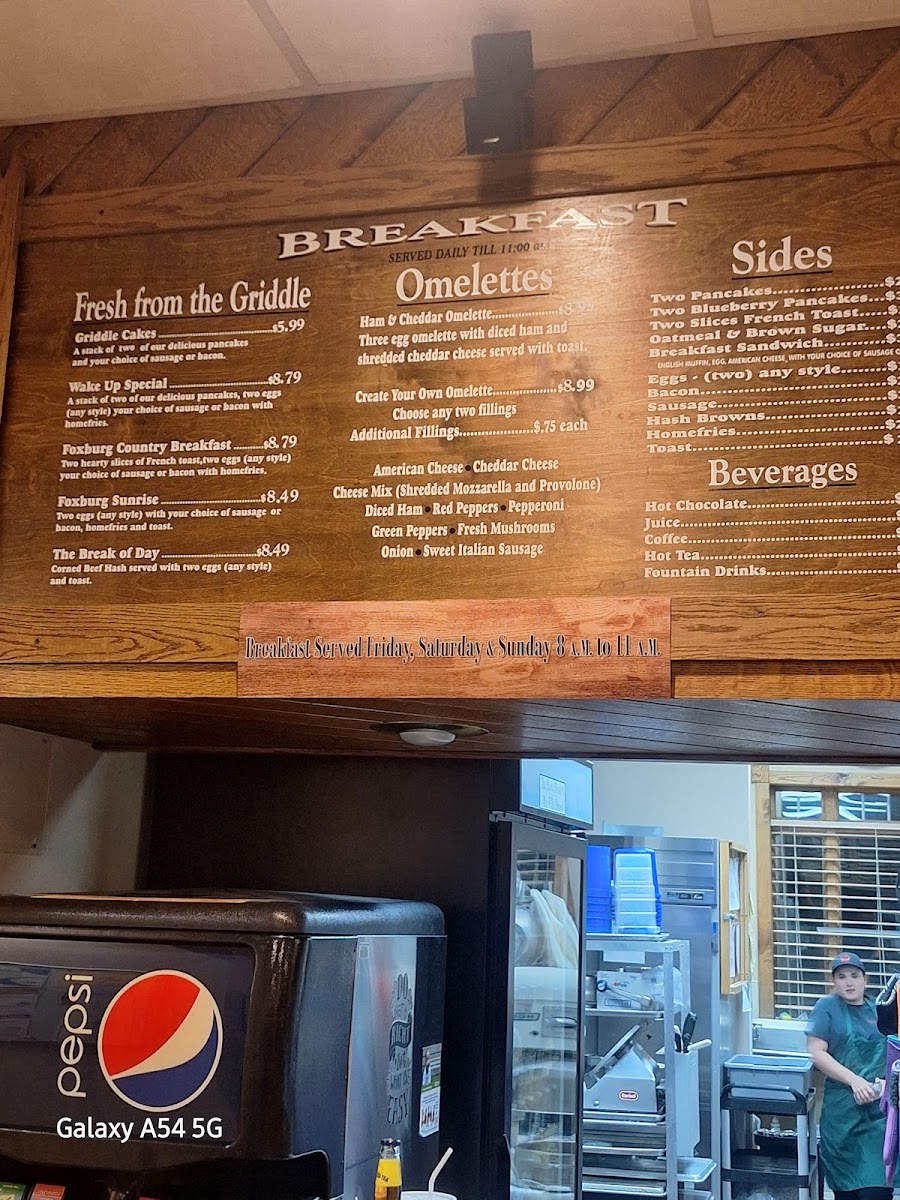 BREAKFAST
SERVED DAILY TILL 11:00
Fresh from the Griddle
Griddle Cakes..............................$5.99
A stack of two of our delicious pancakes
and your choice of sausage or bacon.
Wake Up Special..........................$8.79
A stack of two of our delicious pancakes, two eggs
(any style) your choice of sausage or bacon with
homefries.
Foxburg Country Breakfast........$8.79
Two hearty slices of French toast,two eggs (any style)
your choice of sausage or bacon with homefries,
Foxburg Sunrise..........................$8.49
Two eggs (any style) with your choice of sausage or
bacon, homefries and toast.
The Break of Day..........................$8.49
Corned Beef Hash served with two eggs (any style)
and toast.
Omelettes
Ham & Cheddar Omelette..................$8.99
Three egg omelette with diced ham and
shredded cheddar cheese served with toast.
Create Your Own Omelette..................$8.99
Choose any two fillings
Additional Fillings....................$.75 each
American Cheese • Cheddar Cheese
Cheese Mix (Shredded Mozzarella and Provolone)
Diced Ham • Red Peppers • Pepperoni
Green Peppers • Fresh Mushrooms
Onion • Sweet Italian Sausage
Sides
Two Pancakes....................$
Two Blueberry Pancakes...$
Two Slices French Toast.....$
Oatmeal & Brown Sugar....$
Breakfast Sandwich............$
ENGLISH MUFFIN, EGG, AMERICAN CHEESE, WITH YOUR CHOICE OF SAUSAGE
Eggs - (two) any style.......$
Bacon..............................$
Sausage...........................$
Hash Browns....................$
Homefries.......................$
Toast..............................$
Beverages
Hot Chocolate......................$
Juice..................................
Coffee................................
Hot Tea..............................
Fountain Drinks...................
Breakfast Served Friday, Saturday & Sunday 8 A.M. to 11 A.M.
pepsi
DO
EASY
TEA
Galaxy A54 5G